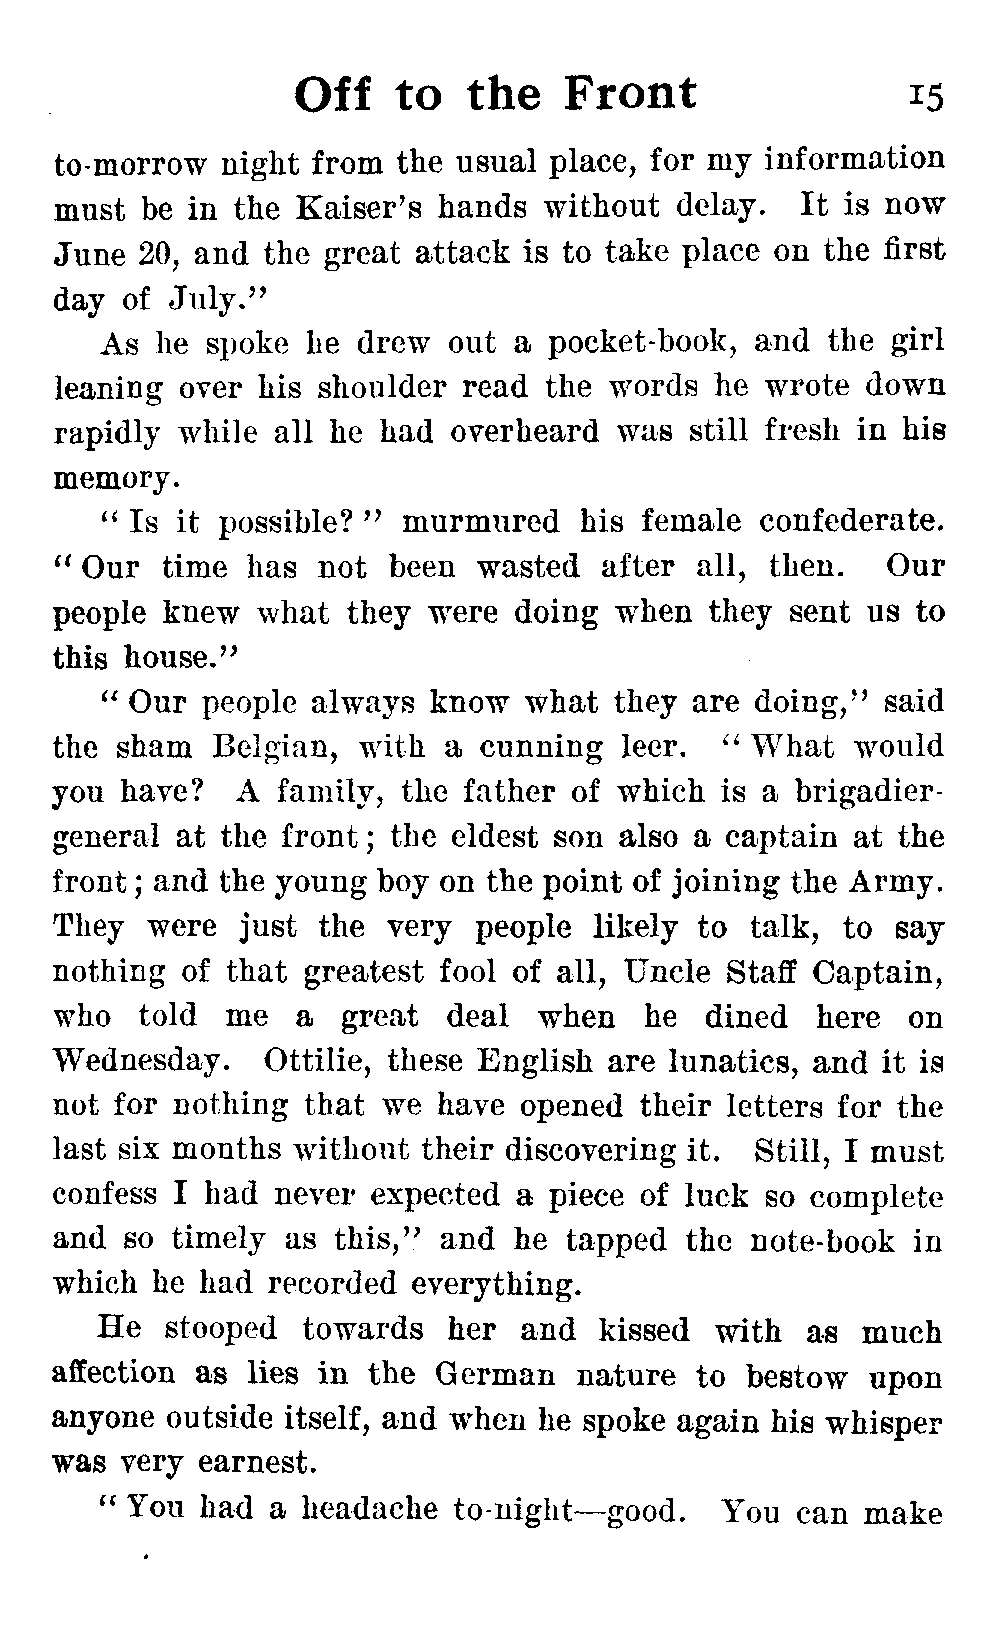 Off to the Front 15
to-morrow night from the usual place, for my information
must be in the Kaiser's hands without delay. It is now
June 20, and the great attack is to take place on the first
day of July."
As he spoke he drew out a pocket-book, and the girl
leaning over his shoulder read the words he wrote down
rapidly while all he had overheard was still fresh in his
memory.
" Is it possible? " murmured his female confederate.
" Our time has not been wasted after all, then. Our
people knew what they were doing when they sent us to
this house."
" Our people always know what they are doing," said
the sham Belgian, with a cunning leer. " What would
you have? A family, the father of which is a brigadier-
general at the front; the eldest son also a captain at the
front; and the young boy on the point of joining the Army.
They were just the very people likely to talk, to say
nothing of that greatest fool of all, Uncle Staff Captain,
who told me a great deal when he dined here on
Wednesday. Ottilie, these English are lunatics, and it is
not for nothing that we have opened their letters for the
last six months without their discovering it. Still, I must
confess I had never expected a piece of luck so complete
and so timely as this," and he tapped the note-book in
which he had recorded everything.
He stooped towards her and kissed with as much
affection as lies in the German nature to bestow upon
anyone outside itself, and when he spoke again his whisper
was very earnest.
" You had a headache to-night—good. You can make